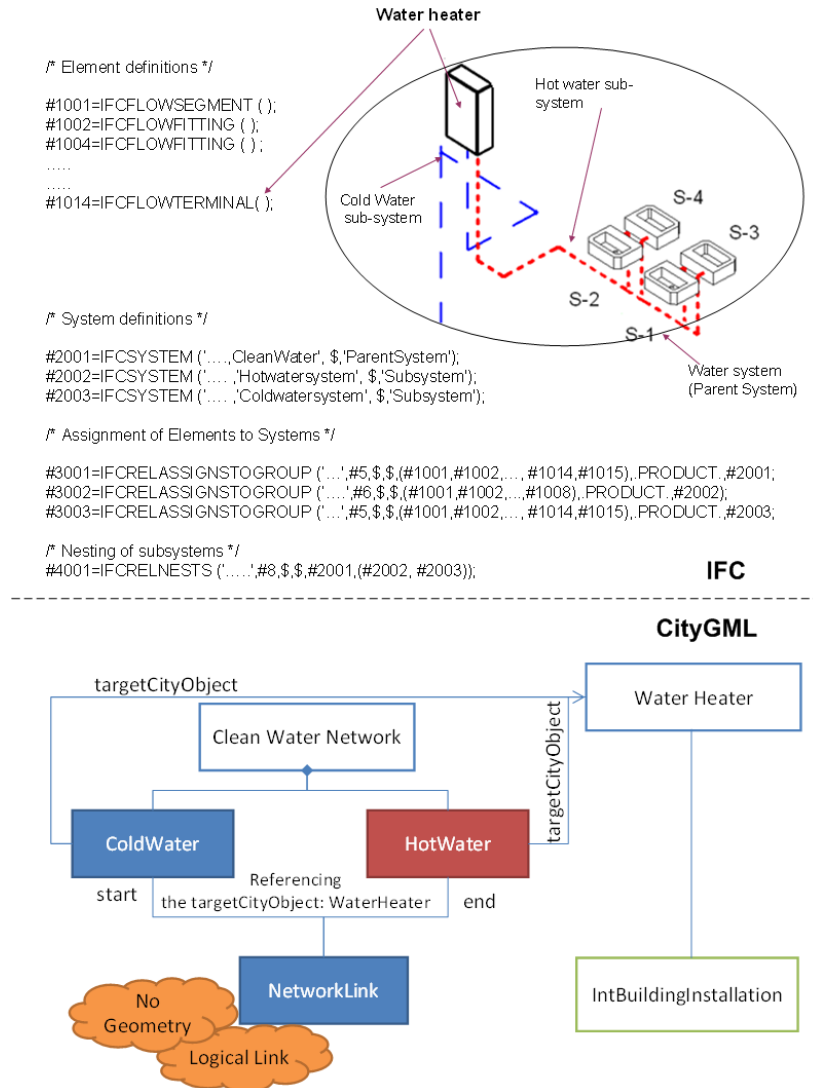 Water heater
/* Element definitions */
#1001=IFCFLOWSEGMENT ( );
#1002=IFCFLOWFITTING ( );
#1004=IFCFLOWFITTING ( ) ;
.....
.....
#1014=IFCFLOWTERMINAL( );
Hot water sub-
system
Cold Water
sub-system
S-4
S-3
S-2
S-1
Water system
(Parent System)
/* System definitions */
#2001=IFCSYSTEM ('....,CleanWater', $,'ParentSystem');
#2002=IFCSYSTEM ('.... ,'Hotwatersystem', $,'Subsystem');
#2003=IFCSYSTEM ('.... ,'Coldwatersystem', $,'Subsystem');
/* Assignment of Elements to Systems */
#3001=IFCRELASSIGNSTOGROUP ('...',#5,$,$,(#1001,#1002,..., #1014,#1015),.PRODUCT.,#2001;
#3002=IFCRELASSIGNSTOGROUP ('....',#6,$,$,(#1001,#1002,...,#1008),.PRODUCT.,#2002);
#3003=IFCRELASSIGNSTOGROUP ('...',#5,$,$,(#1001,#1002,..., #1014,#1015),.PRODUCT.,#2003;
/* Nesting of subsystems */
#4001=IFCRELNESTS ('.....',#8,$,$,#2001,(#2002, #2003));
IFC
CityGML
targetCityObject
Water Heater
Clean Water Network
targetCityObject
ColdWater
HotWater
start
Referencing
the targetCityObject: WaterHeater
end
NetworkLink
IntBuildingInstallation
No
Geometry
Logical Link